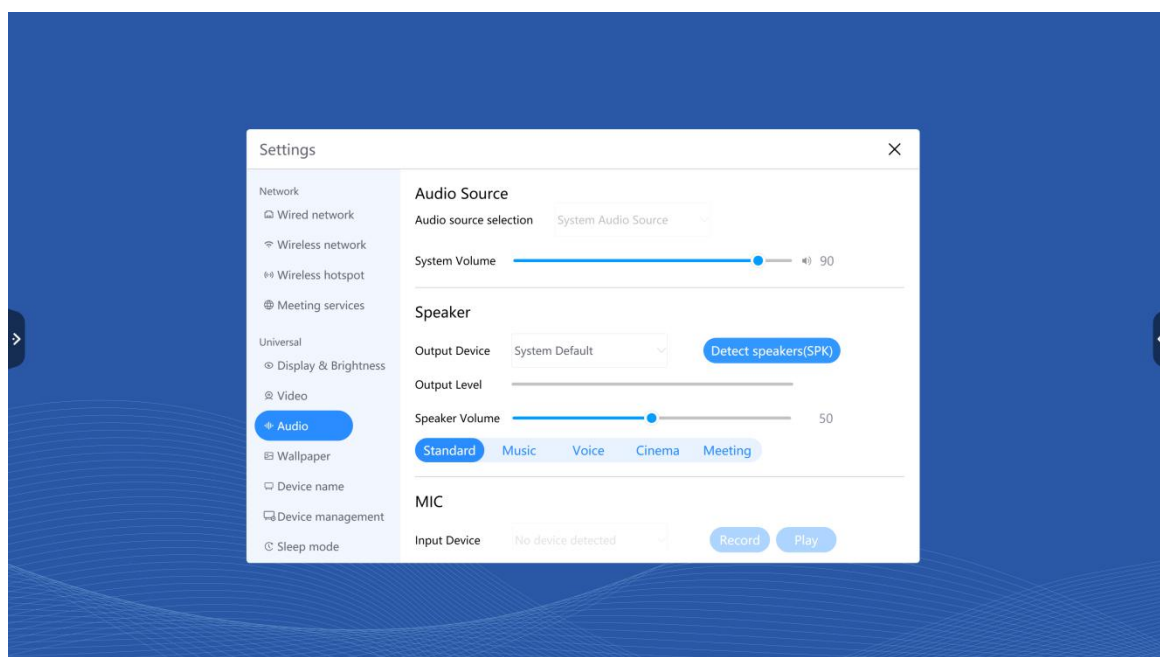 Settings
Network
Wired network
Wireless network
Wireless hotspot
Meeting services
Universal
Display & Brightness
Video
Audio
Wallpaper
Device name
Device management
Sleep mode
Audio Source
Audio source selection System Audio Source
System Volume 90
Speaker
Output Device System Default Detect speakers(SPK)
Output Level
Speaker Volume 50
Standard Music Voice Cinema Meeting
MIC
Input Device No device detected Record Play